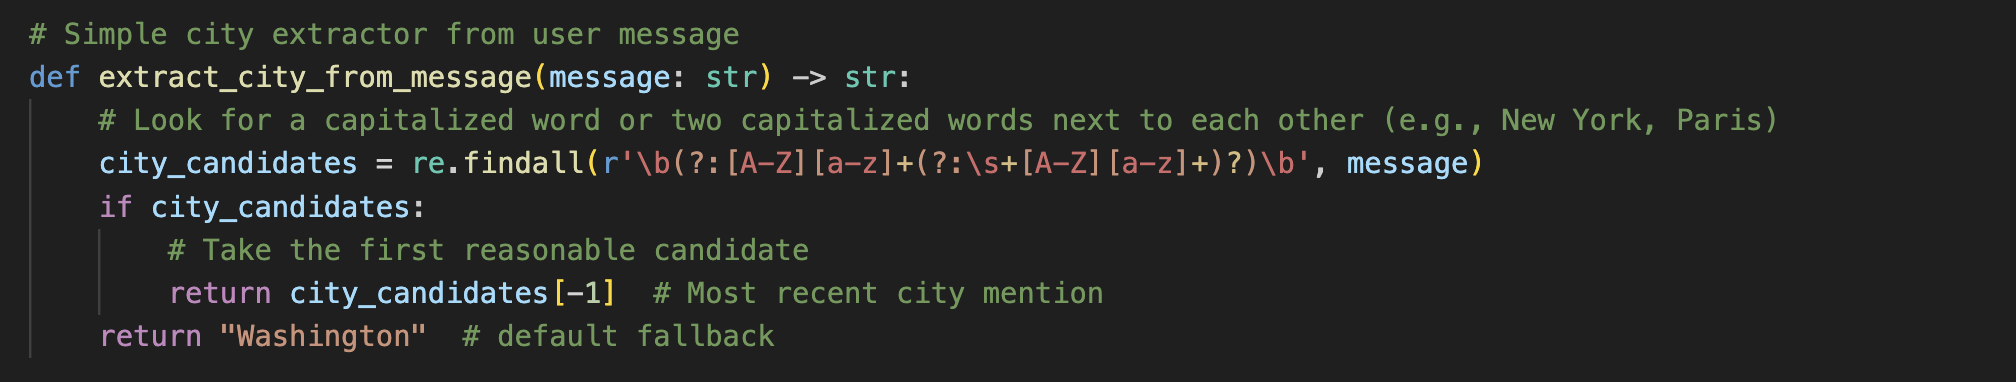 # Simple city extractor from user message
def extract_city_from_message(message: str) -> str:
    # Look for a capitalized word or two capitalized words next to each other (e.g., New York, Paris)
    city_candidates = re.findall(r'\b(?:[A-Z][a-z]+(?:\s+[A-Z][a-z]+)?)\b', message)
    if city_candidates:
        # Take the first reasonable candidate
        return city_candidates[-1]  # Most recent city mention
    return "Washington"  # default fallback